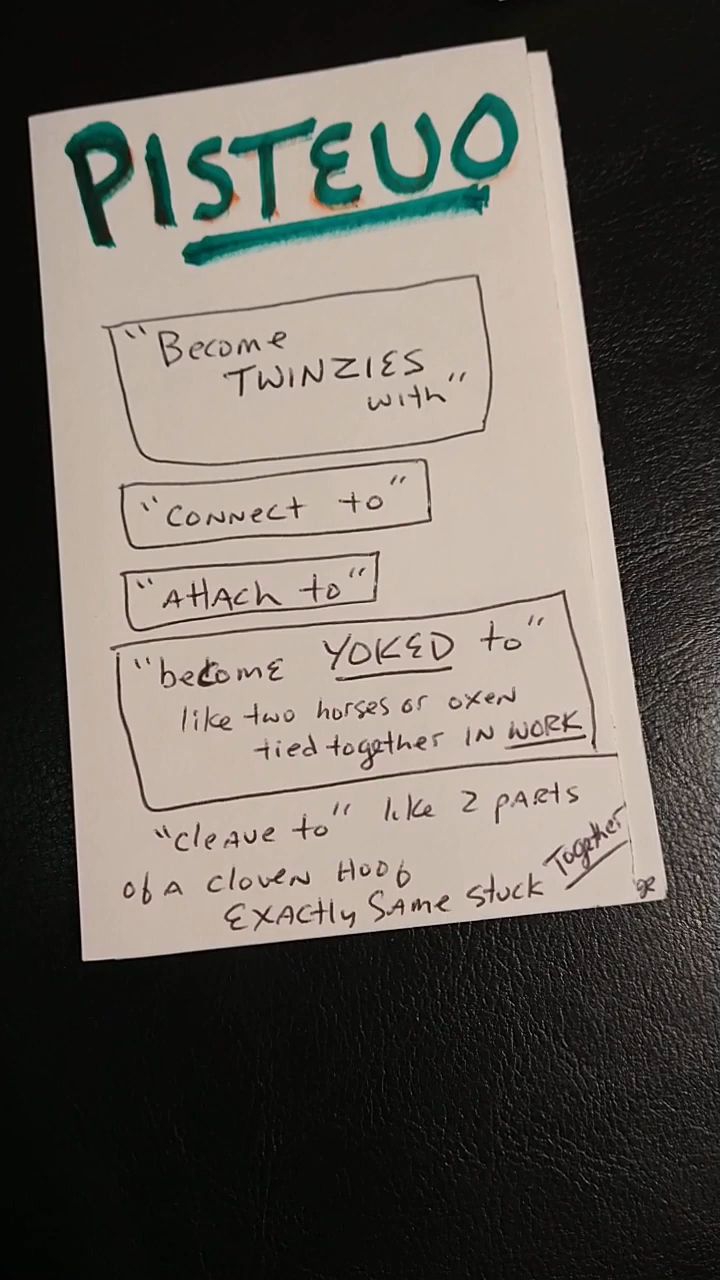 PISTEUO
"Become
TWINZIES
with"
"CONNECT to"
"AttAch to"
"become YOKED to"
like two horses or oxen
tied together IN WORK
"cleave to" like 2 parts
of A cloven Hoof
EXACtly SAme stuck Together